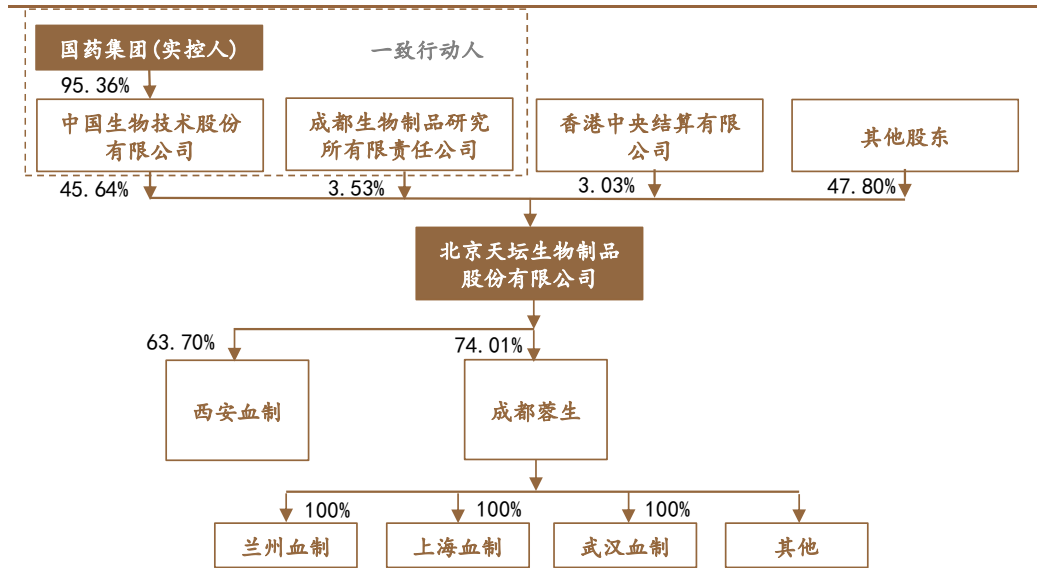 国药集团(实控人)
一致行动人
95.36%
中国生物技术股份
有限公司
成都生物制品研究
所有限责任公司
香港中央结算有限
公司
其他股东
45.64%
3.53%
3.03%
47.80%
北京天坛生物制品
股份有限公司
63.70%
74.01%
西安血制
成都蓉生
100%
100%
100%
兰州血制
上海血制
武汉血制
其他